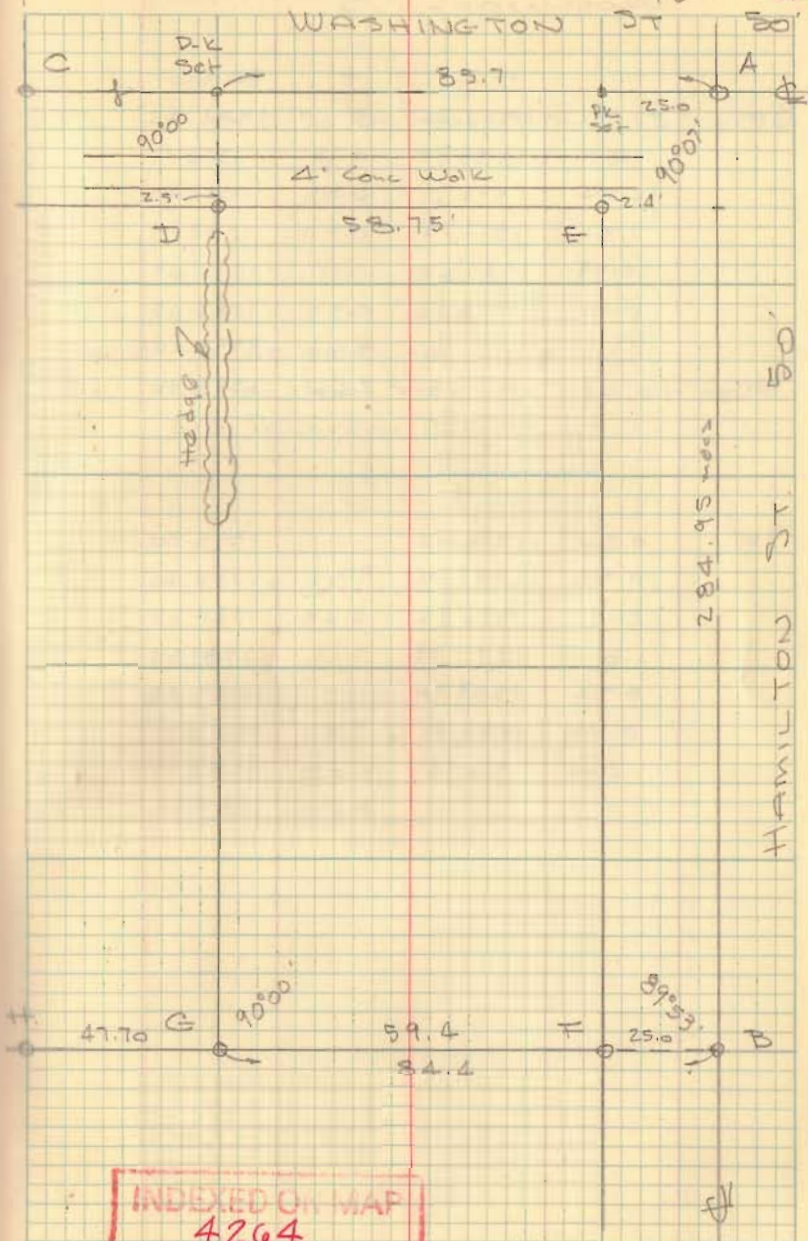 WASHINGTON ST 50'
C
P-K
Set
83.7
PK
Set
25.0
A
90°00'
90°07'
4' Conc Walk
2.5'
2.4'
D
58.75'
E
Hedge
284.95 meas
HAMILTON ST. 50'
H
47.70
G
90°00'
59.4
84.4
F
89°53'
25.0
B
INDEXED ON MAP
4264